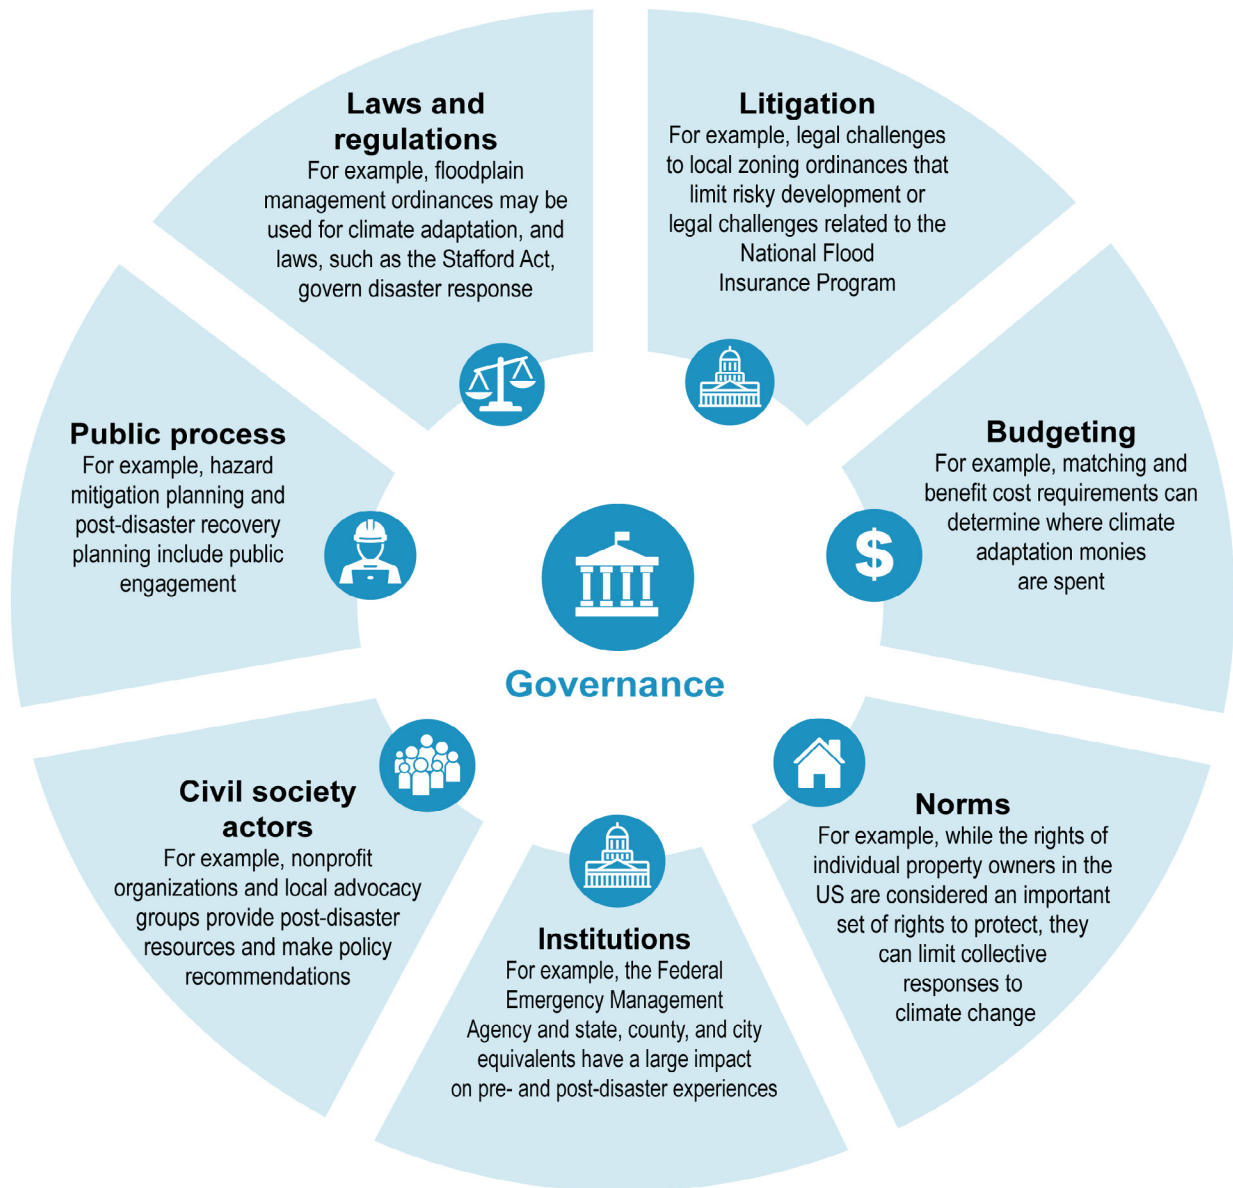 Laws and
regulations
For example, floodplain
management ordinances may be
used for climate adaptation, and
laws, such as the Stafford Act,
govern disaster response
Litigation
For example, legal challenges
to local zoning ordinances that
limit risky development or
legal challenges related to the
National Flood
Insurance Program
Public process
For example, hazard
mitigation planning and
post-disaster recovery
planning include public
engagement
Budgeting
For example, matching and
benefit cost requirements can
determine where climate
adaptation monies
are spent
$
Governance
Civil society
actors
For example, nonprofit
organizations and local advocacy
groups provide post-disaster
resources and make policy
recommendations
Institutions
For example, the Federal
Emergency Management
Agency and state, county, and city
equivalents have a large impact
on pre- and post-disaster experiences
Norms
For example, while the rights of
individual property owners in the
US are considered an important
set of rights to protect, they
can limit collective
responses to
climate change